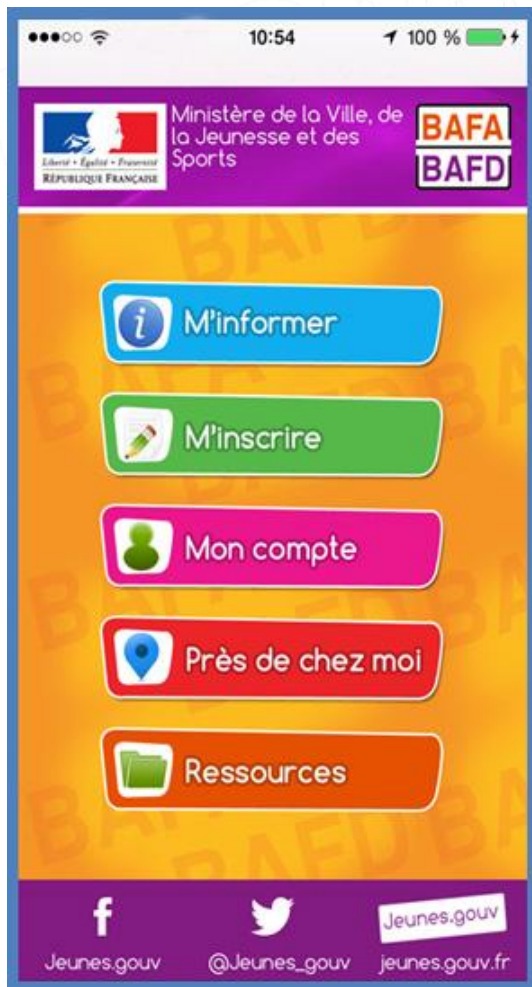 10:54
100 %
Ministère de la Ville, de
la Jeunesse et des
Sports
Liberté • Égalité • Fraternité
RÉPUBLIQUE FRANÇAISE
BAFA
BAFD
M'informer
M'inscrire
Mon compte
Près de chez moi
Ressources
Jeunes.gouv
Jeunes.gouv
@Jeunes_gouv
jeunes.gouv.fr